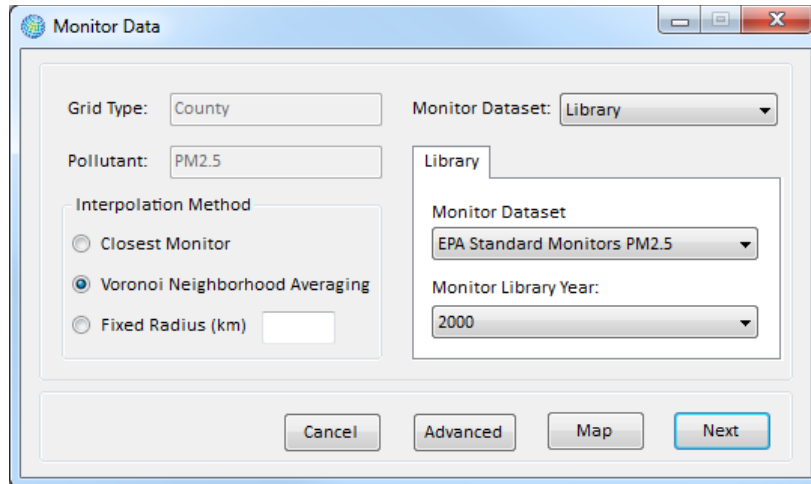 Monitor Data
Grid Type: County
Pollutant: PM2.5
Interpolation Method
Closest Monitor
Voronoi Neighborhood Averaging
Fixed Radius (km)
Monitor Dataset: Library
Library
Monitor Dataset
EPA Standard Monitors PM2.5
Monitor Library Year:
2000
Cancel
Advanced
Map
Next